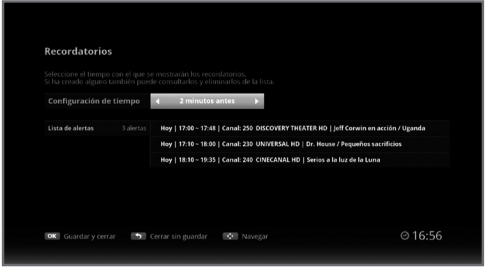 Recordatorios
Seleccione el tiempo con el que se mostrarán los recordatorios.
Si ha creado alguno también puede consultarlos y eliminarlos de la lista.
Configuración de tiempo 2 minutos antes
Lista de alertas 3 alertas Hoy | 17:00 ~ 17:48 | Canal: 250 DISCOVERY THEATER HD | Jeff Corwin en acción / Uganda
Hoy | 17:10 ~ 18:00 | Canal: 230 UNIVERSAL HD | Dr. House / Pequeños sacrificios
Hoy | 18:10 ~ 19:35 | Canal: 240 CINECANAL HD | Serios a la luz de la Luna
OK Guardar y cerrar Cerrar sin guardar Navegar 16:56